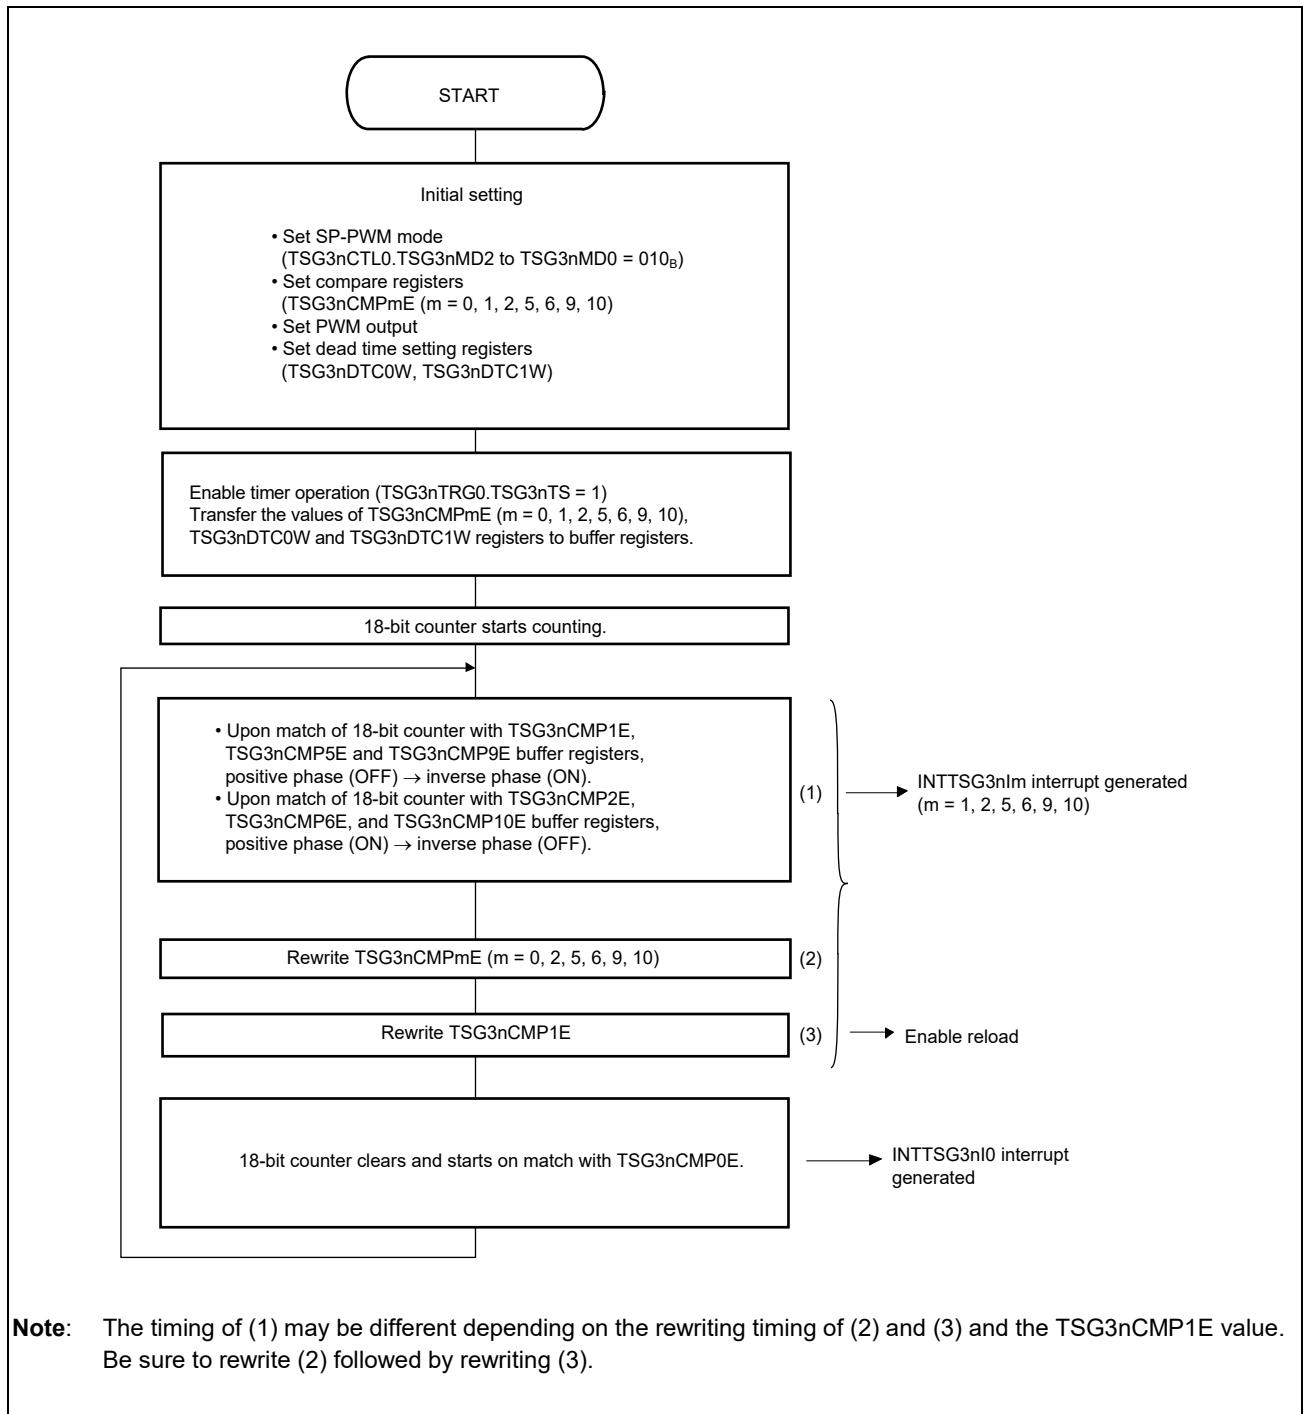 START
Initial setting
• Set SP-PWM mode
(TSG3nCTL0.TSG3nMD2 to TSG3nMD0 = 010B)
• Set compare registers
(TSG3nCMPmE (m = 0, 1, 2, 5, 6, 9, 10)
• Set PWM output
• Set dead time setting registers
(TSG3nDTC0W, TSG3nDTC1W)
Enable timer operation (TSG3nTRG0.TSG3nTS = 1)
Transfer the values of TSG3nCMPmE (m = 0, 1, 2, 5, 6, 9, 10),
TSG3nDTC0W and TSG3nDTC1W registers to buffer registers.
18-bit counter starts counting.
• Upon match of 18-bit counter with TSG3nCMP1E,
TSG3nCMP5E and TSG3nCMP9E buffer registers,
positive phase (OFF) → inverse phase (ON).
• Upon match of 18-bit counter with TSG3nCMP2E,
TSG3nCMP6E, and TSG3nCMP10E buffer registers,
positive phase (ON) → inverse phase (OFF).
(1)
INTTSG3nIm interrupt generated
(m = 1, 2, 5, 6, 9, 10)
Rewrite TSG3nCMPmE (m = 0, 2, 5, 6, 9, 10)
(2)
Rewrite TSG3nCMP1E
(3)
Enable reload
18-bit counter clears and starts on match with TSG3nCMP0E.
INTTSG3nI0 interrupt
generated
Note: The timing of (1) may be different depending on the rewriting timing of (2) and (3) and the TSG3nCMP1E value.
Be sure to rewrite (2) followed by rewriting (3).